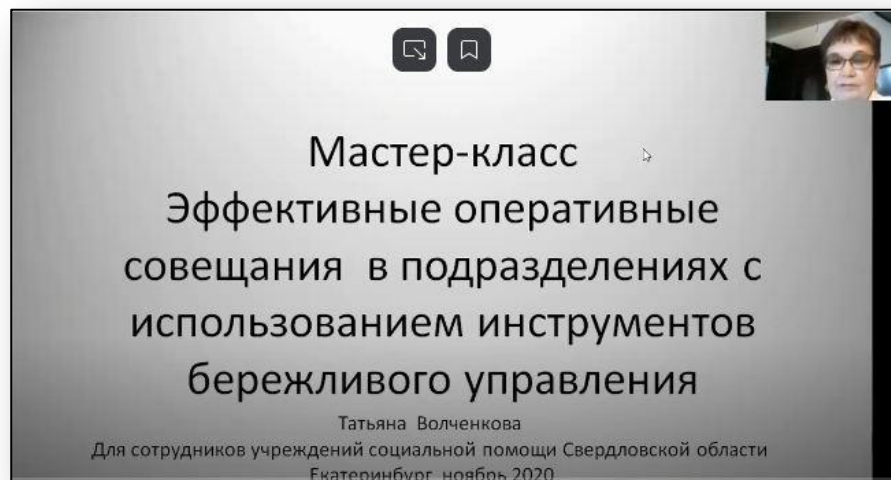 Мастер-класс
Эффективные оперативные
совещания в подразделениях с
использованием инструментов
бережливого управления
Татьяна Волченкова
Для сотрудников учреждений социальной помощи Свердловской области
Екатеринбург ноябрь 2020